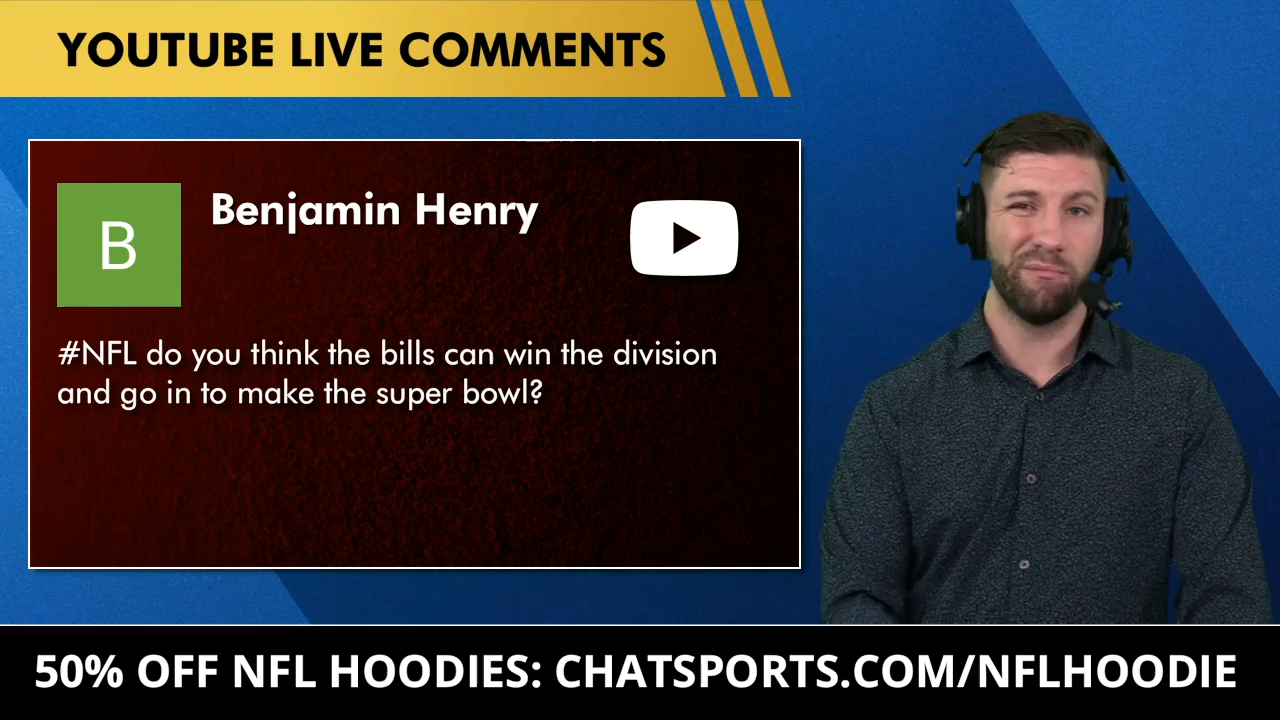 YOUTUBE LIVE COMMENTS
B
Benjamin Henry
#NFL do you think the bills can win the division
and go in to make the super bowl?
50% OFF NFL HOODIES: CHATSPORTS.COM/NFLHOODIE